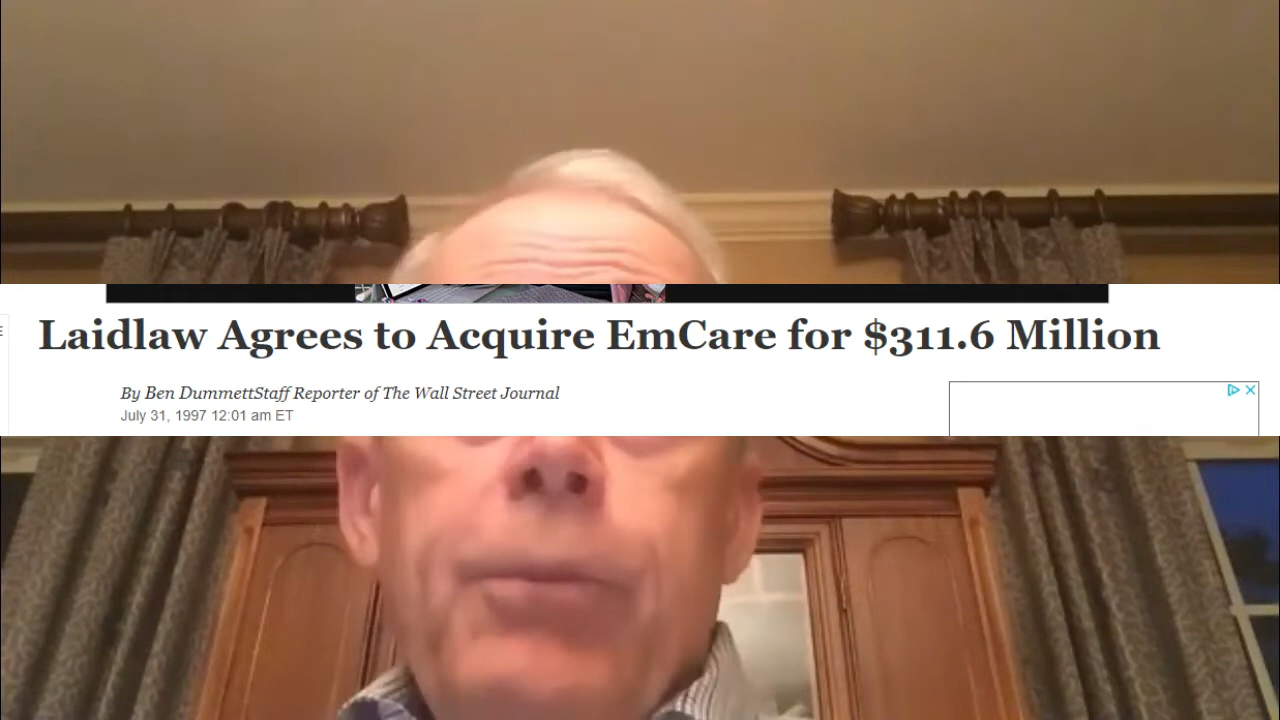 Laidlaw Agrees to Acquire EmCare for $311.6 Million
By Ben DummettStaff Reporter of The Wall Street Journal
July 31, 1997 12:01 am ET